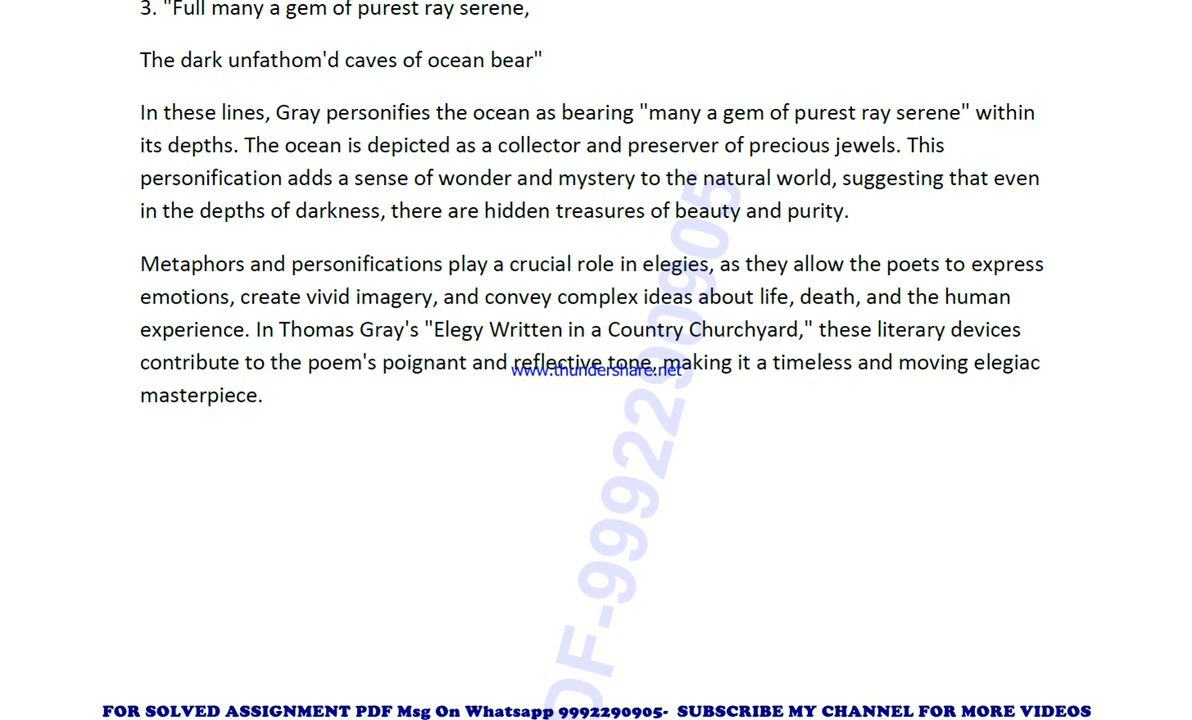 3. "Full many a gem of purest ray serene,
The dark unfathom'd caves of ocean bear"
In these lines, Gray personifies the ocean as bearing "many a gem of purest ray serene" within
its depths. The ocean is depicted as a collector and preserver of precious jewels. This
personification adds a sense of wonder and mystery to the natural world, suggesting that even
in the depths of darkness, there are hidden treasures of beauty and purity.
Metaphors and personifications play a crucial role in elegies, as they allow the poets to express
emotions, create vivid imagery, and convey complex ideas about life, death, and the human
experience. In Thomas Gray's "Elegy Written in a Country Churchyard," these literary devices
contribute to the poem's poignant and reflective tone, making it a timeless and moving elegiac
www.thundershare.net
masterpiece.
DF-9992290905
FOR SOLVED ASSIGNMENT PDF Msg On Whatsapp 9992290905- SUBSCRIBE MY CHANNEL FOR MORE VIDEOS